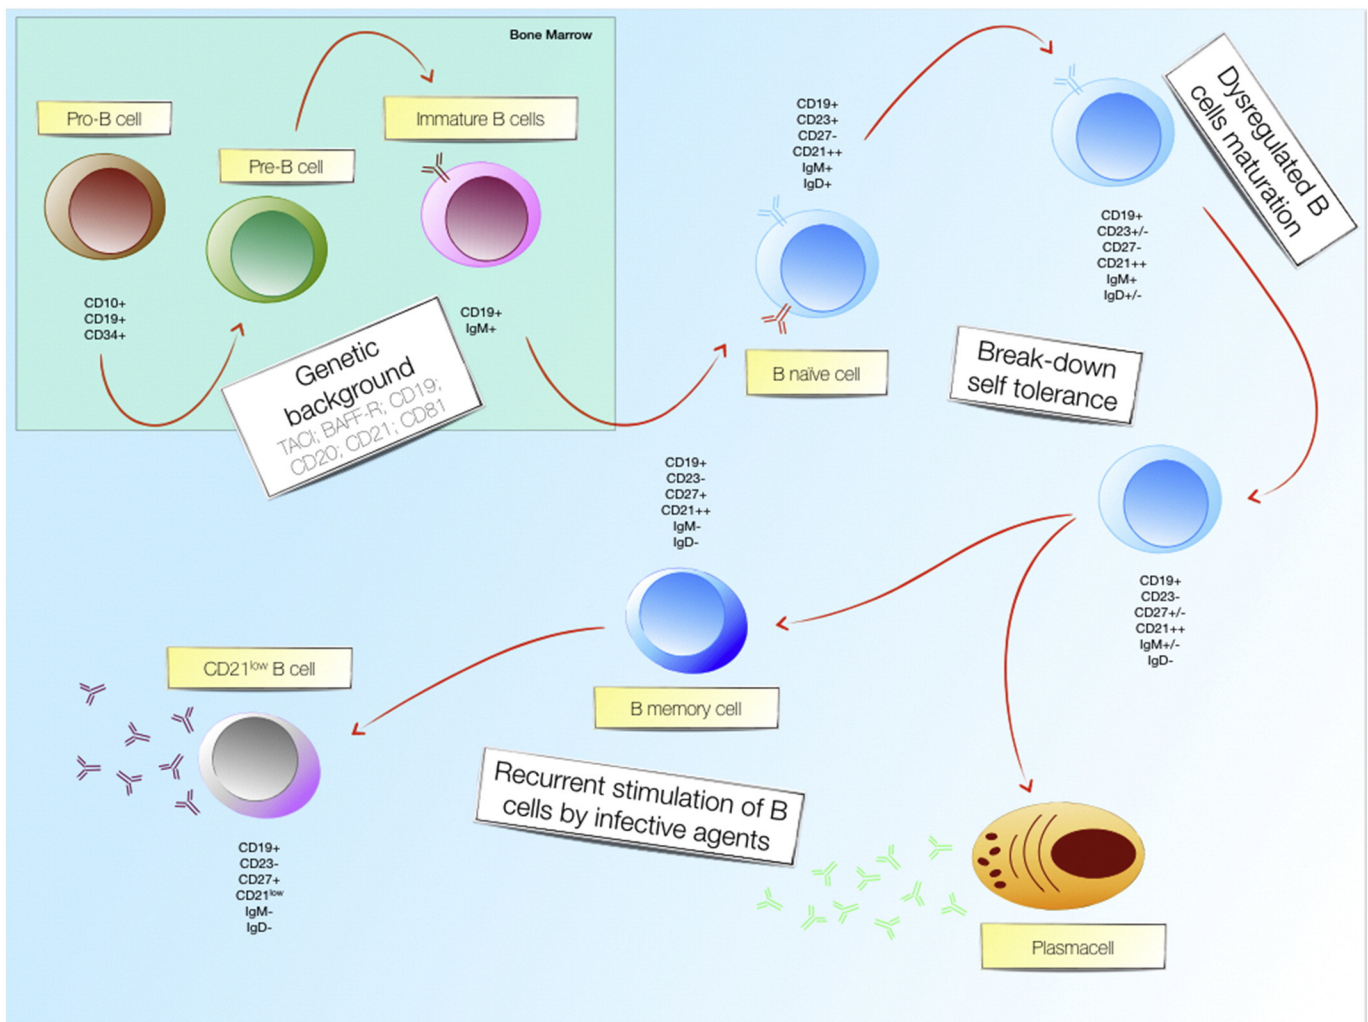 Bone Marrow
Pro-B cell
CD10+
CD19+
CD34+
Pre-B cell
Immature B cells
CD19+
IgM+
Genetic
background
TACI; BAFF-R; CD19;
CD20; CD21; CD81
CD19+
CD23+
CD27-
CD21++
IgM+
IgD+
B naïve cell
Dysregulated B
cells maturation
CD19+
CD23+/-
CD27-
CD21++
IgM+
IgD+/-
Break-down
self tolerance
CD19+
CD23-
CD27+/-
CD21++
IgM+/-
IgD-
CD19+
CD23-
CD27+
CD21++
IgM-
IgD-
B memory cell
CD21low B cell
CD19+
CD23-
CD27+
CD21low
IgM-
IgD-
Recurrent stimulation of B
cells by infective agents
Plasmacell